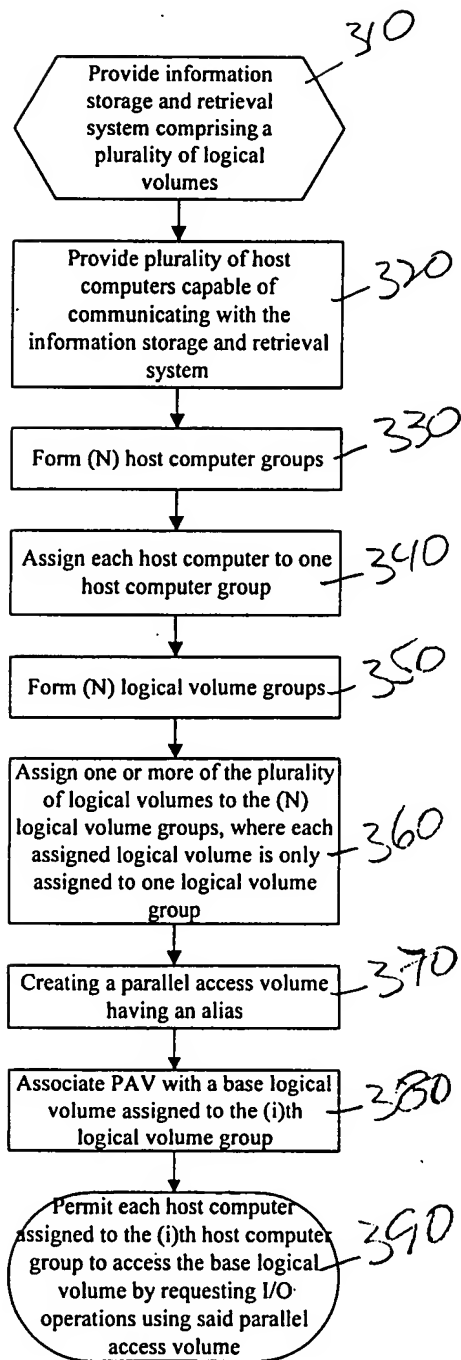 310
Provide information
storage and retrieval
system comprising a
plurality of logical
volumes
Provide plurality of host
computers capable of
communicating with the
information storage and retrieval
system
320
Form (N) host computer groups
330
Assign each host computer to one
host computer group
340
Form (N) logical volume groups
350
Assign one or more of the plurality
of logical volumes to the (N)
logical volume groups, where each
assigned logical volume is only
assigned to one logical volume
group
360
Creating a parallel access volume
having an alias
370
Associate PAV with a base logical
volume assigned to the (i)th
logical volume group
380
Permit each host computer
assigned to the (i)th host computer
group to access the base logical
volume by requesting I/O
operations using said parallel
access volume
390